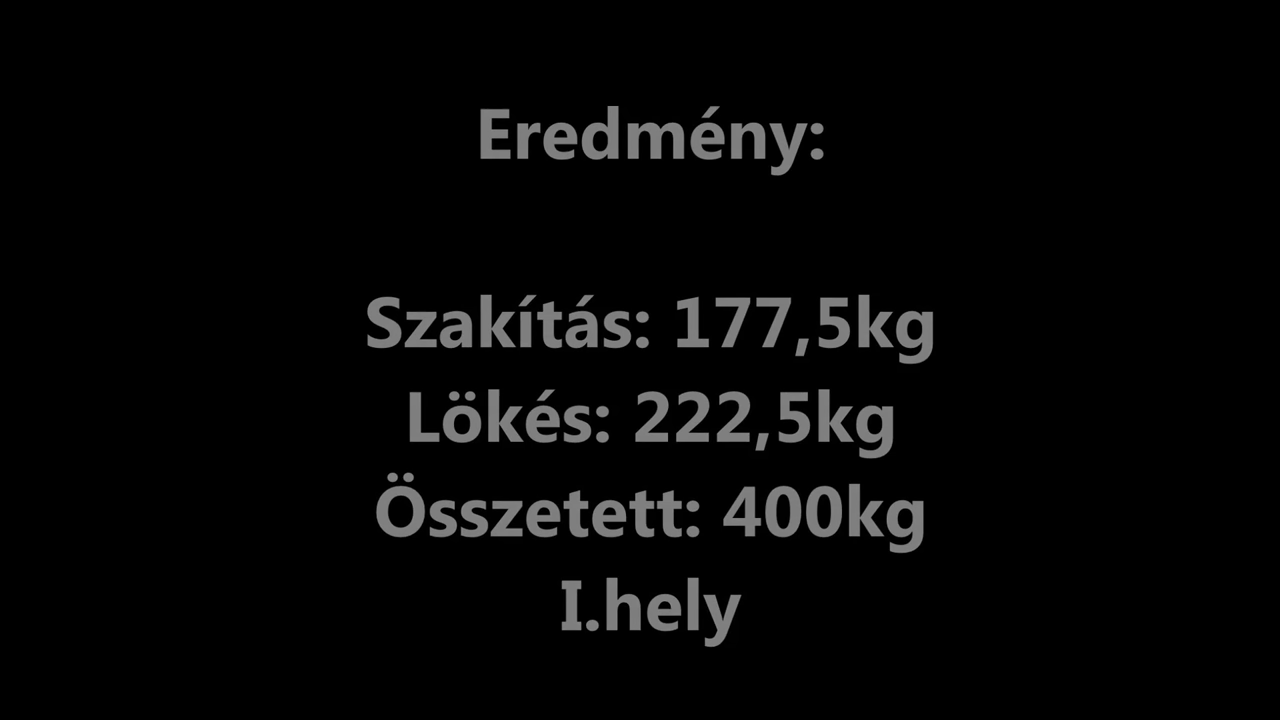 Eredmény:
Szakítás: 177,5kg
Lökés: 222,5kg
Összetett: 400kg
I.hely